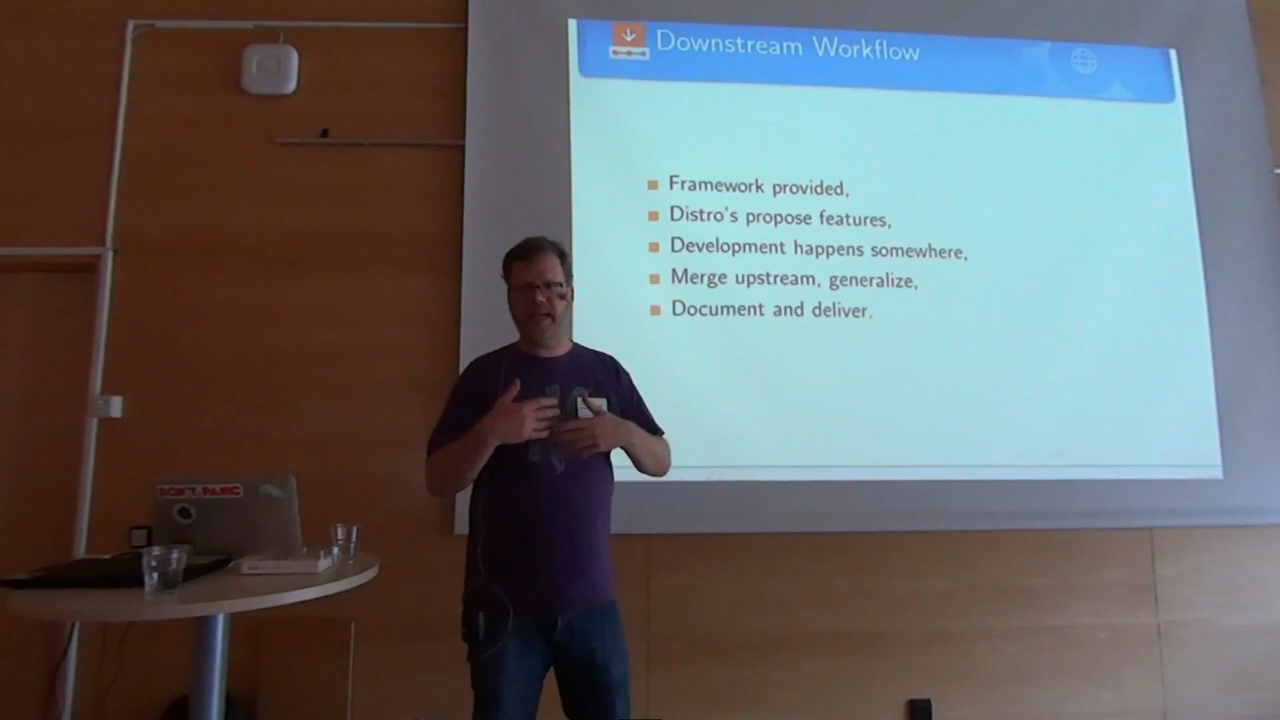 Downstream Workflow
Framework provided,
Distro's propose features,
Development happens somewhere,
Merge upstream, generalize,
Document and deliver.
DON'T PANIC